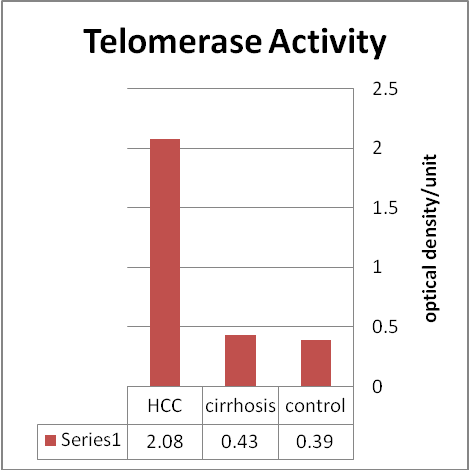 Telomerase Activity
2.5
2
1.5
1
0.5
0
optical density/unit
HCC cirrhosis control
Series1 2.08 0.43 0.39